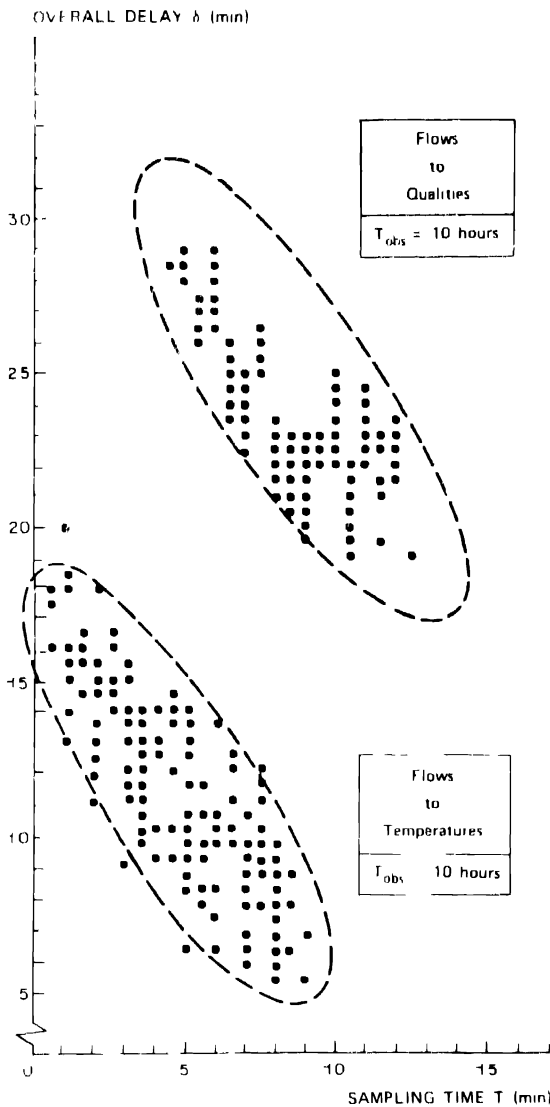 OVERALL DELAY δ (min)
Flows
to
Qualities
T_obs = 10 hours
30
25
20
15
10
5
Flows
to
Temperatures
T_obs 10 hours
0 5 10 15
SAMPLING TIME T (min)